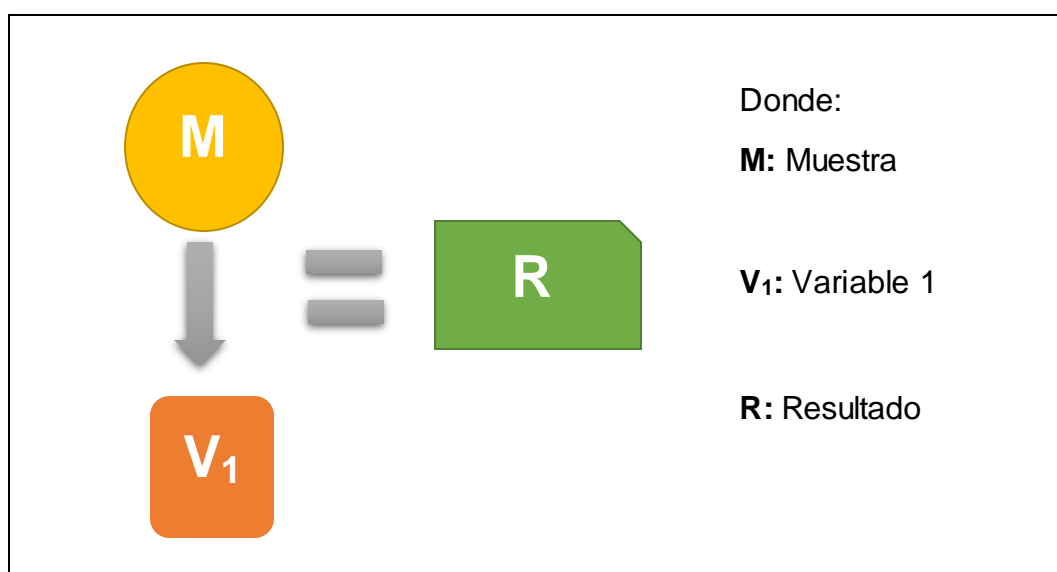 M
Donde:
M: Muestra
R
V₁: Variable 1
R: Resultado
V₁